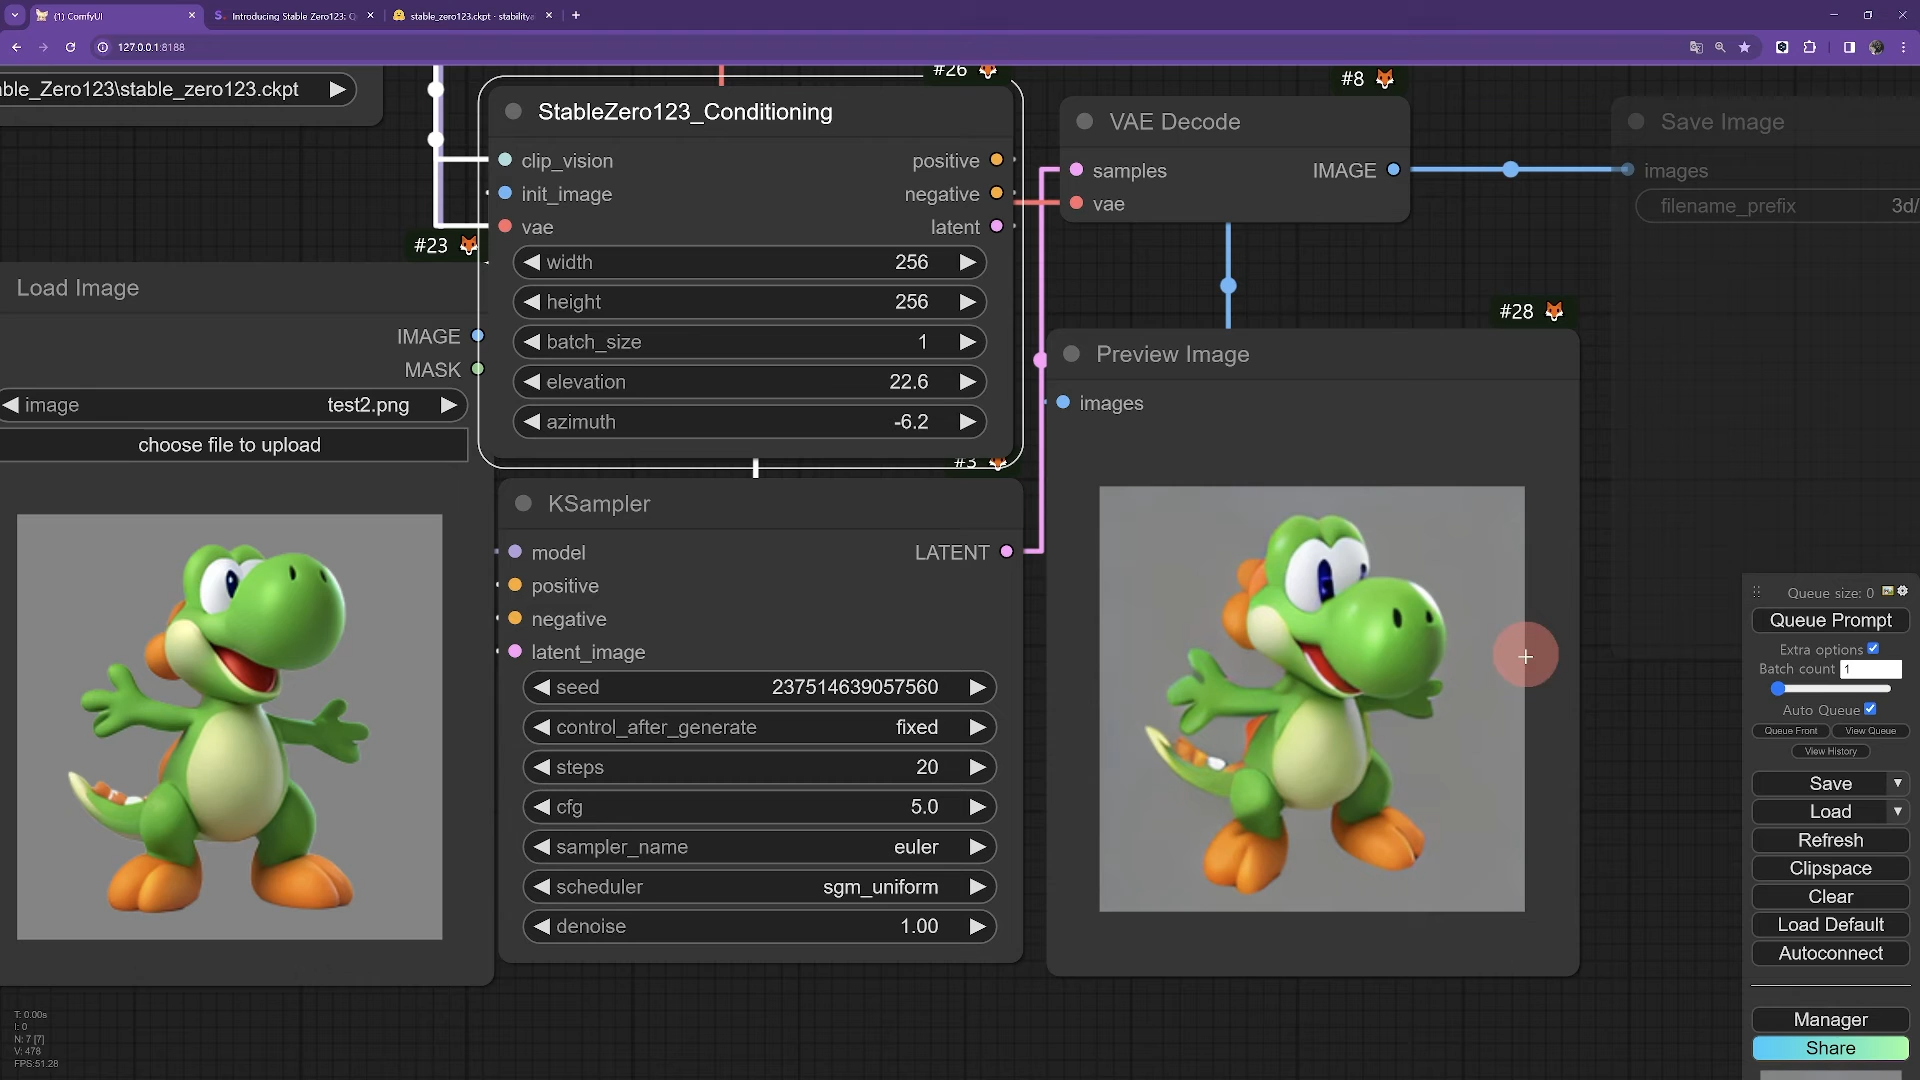 (1) ComfyUI
Introducing Stable Zero123: Q
stable_zero123.ckpt · stabilitya
127.0.0.1:8188
ble_Zero123\stable_zero123.ckpt
#26
StableZero123_Conditioning
clip_vision
positive
init_image
negative
vae
latent
width 256
height 256
batch_size 1
elevation 22.6
azimuth -6.2
#23
Load Image
IMAGE
MASK
image test2.png
choose file to upload
#3
KSampler
model
LATENT
positive
negative
latent_image
seed 237514639057560
control_after_generate fixed
steps 20
cfg 5.0
sampler_name euler
scheduler sgm_uniform
denoise 1.00
#8
VAE Decode
samples
IMAGE
vae
Save Image
images
filename_prefix 3d/
#28
Preview Image
images
Queue size: 0
Queue Prompt
Extra options
Batch count 1
Auto Queue
Queue Front
View Queue
View History
Save
Load
Refresh
Clipspace
Clear
Load Default
Autoconnect
Manager
Share
T: 0.00s
I: 0
N: 7 [7]
V: 478
FPS:51.28